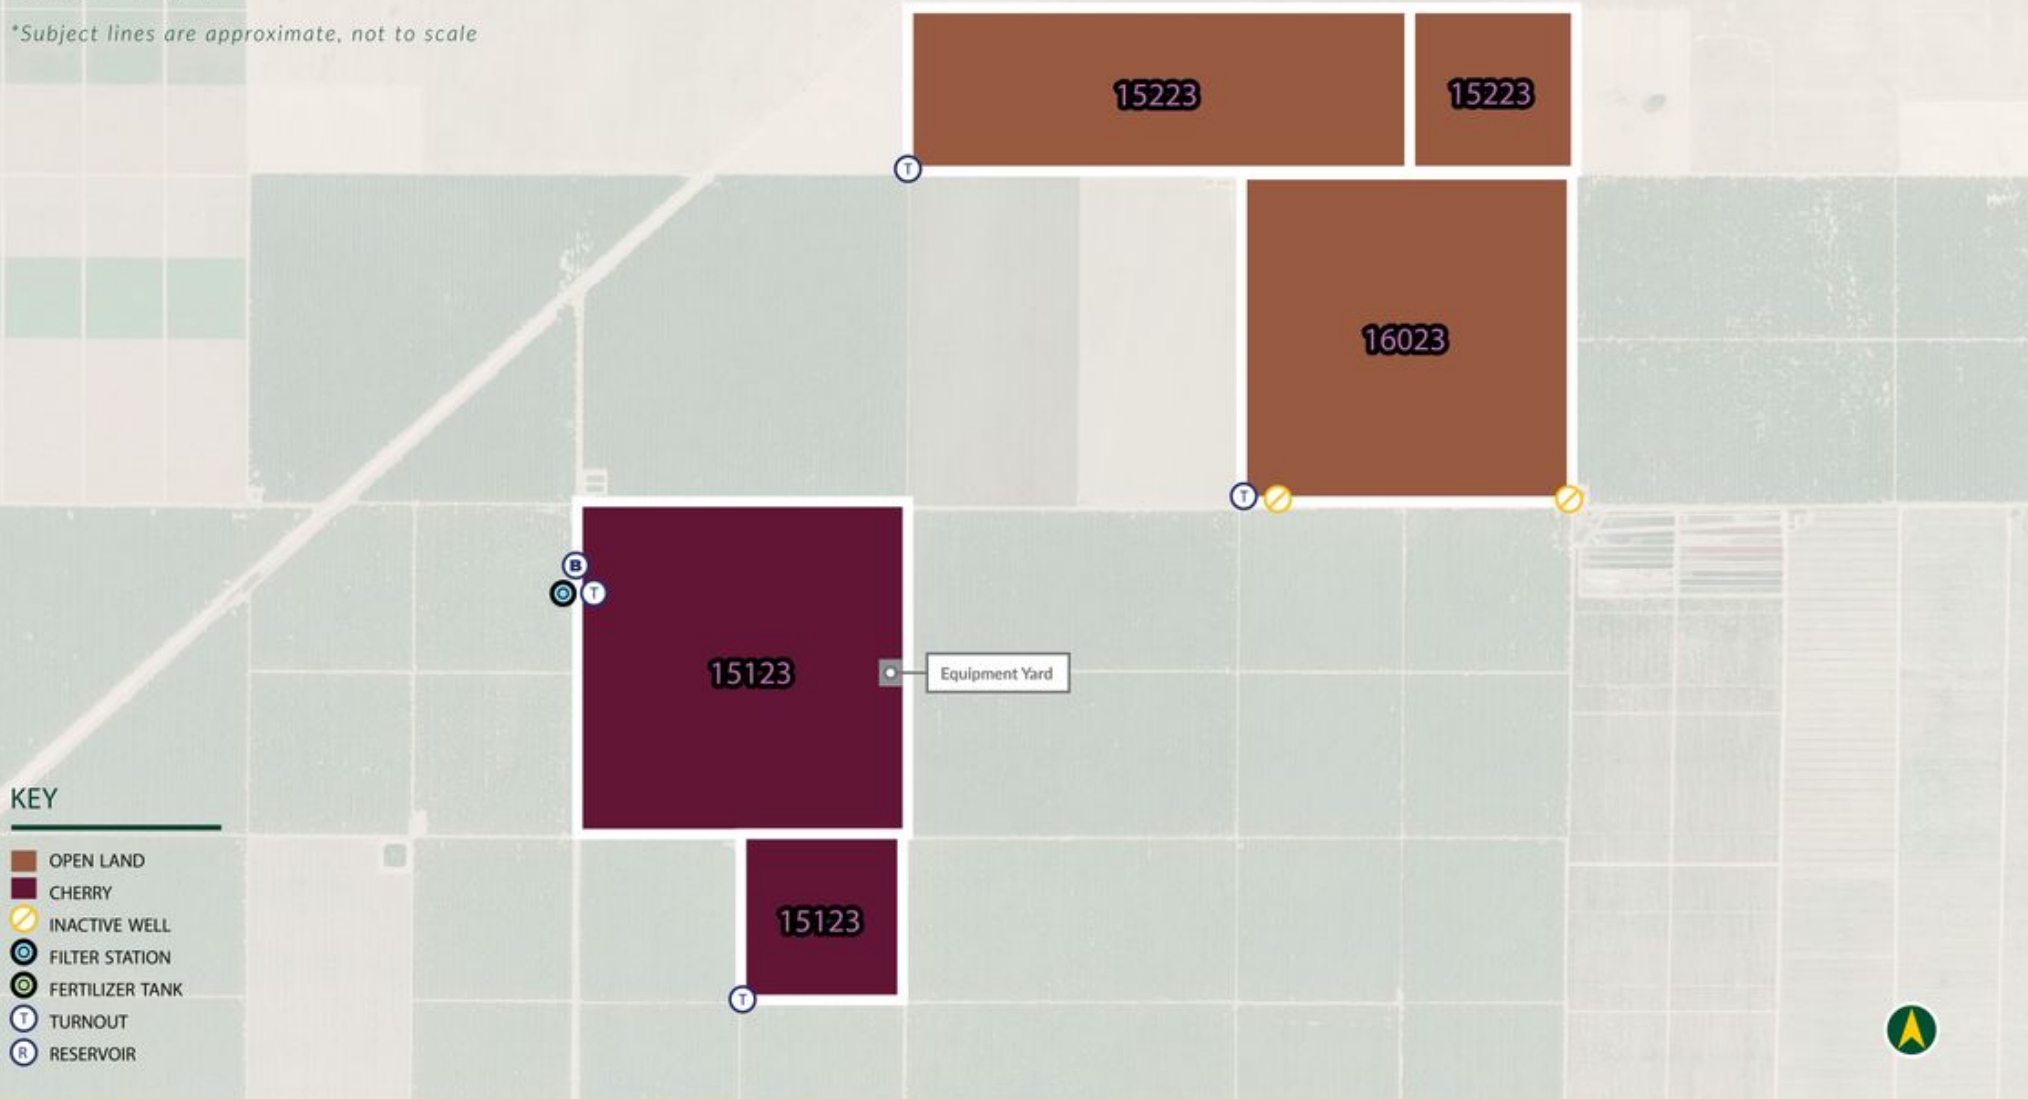 *Subject lines are approximate, not to scale
15223
15223
T
16023
T
B
T
15123
Equipment Yard
15123
T
KEY
OPEN LAND
CHERRY
INACTIVE WELL
FILTER STATION
FERTILIZER TANK
T TURNOUT
R RESERVOIR